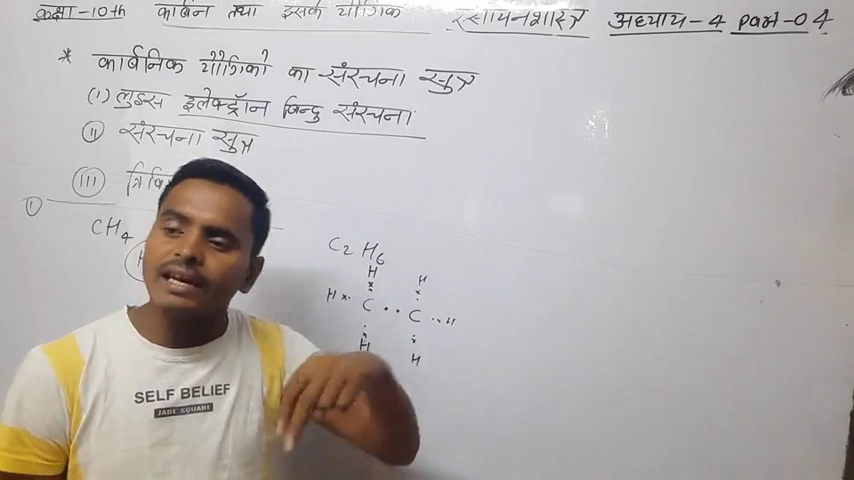 कक्षा-10th कार्बन तथा इसके यौगिक रसायनशास्त्र अध्याय-4 Part-04
* कार्बनिक यौगिकों का संरचना सुत्र
(i) लुइस इलेक्ट्रॉन बिन्दु संरचना
(ii) संरचना सुत्र
(iii) त्रिवि
(i)
CH4 C2H6
H H
H C C H
H H
SELF BELIEF
JADE SQUARE